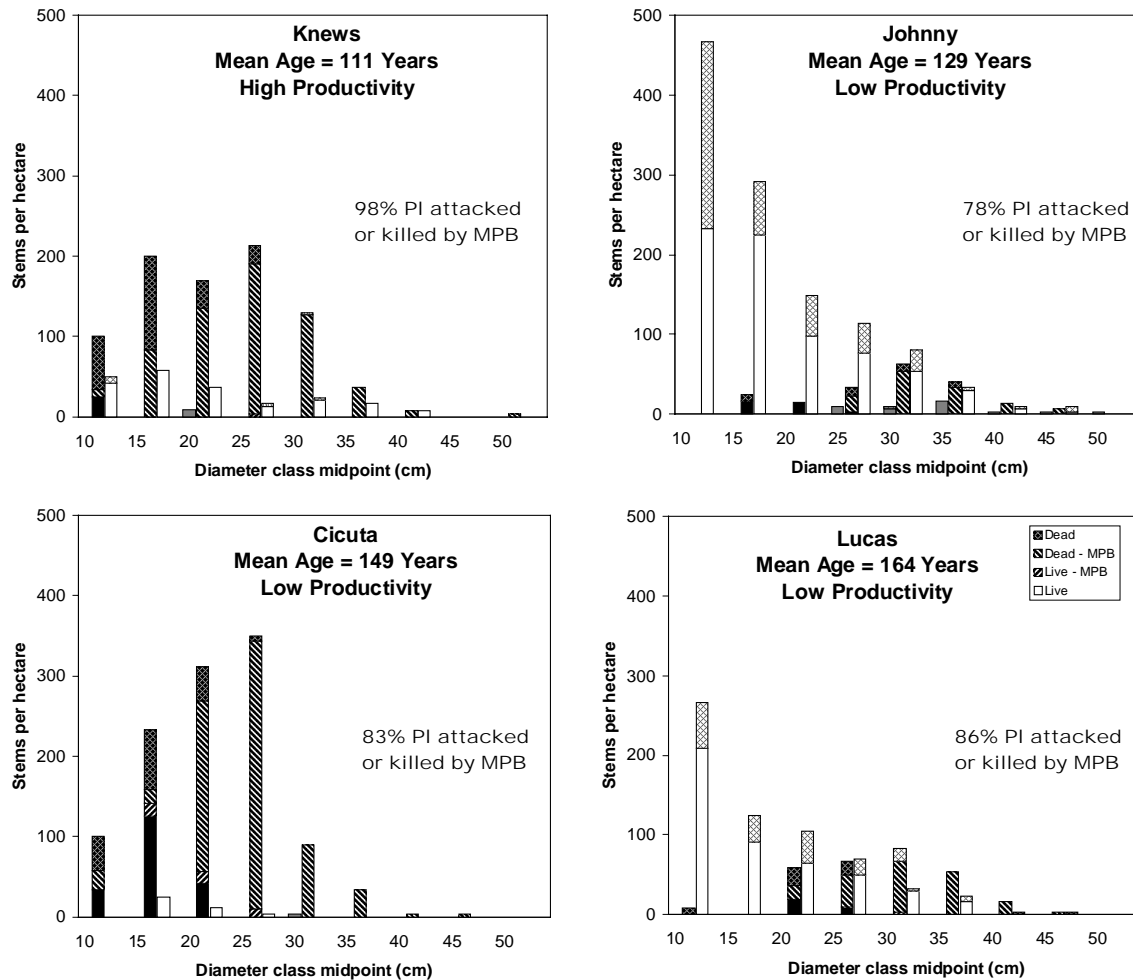 Knews
Mean Age = 111 Years
High Productivity
98% PI attacked
or killed by MPB
Stems per hectare
500
400
300
200
100
0
10 15 20 25 30 35 40 45 50
Diameter class midpoint (cm)
Johnny
Mean Age = 129 Years
Low Productivity
78% PI attacked
or killed by MPB
Stems per hectare
500
400
300
200
100
0
10 15 20 25 30 35 40 45 50
Diameter class midpoint (cm)
Cicuta
Mean Age = 149 Years
Low Productivity
83% PI attacked
or killed by MPB
Stems per hectare
500
400
300
200
100
0
10 15 20 25 30 35 40 45 50
Diameter class midpoint (cm)
Lucas
Mean Age = 164 Years
Low Productivity
Dead
Dead - MPB
Live - MPB
Live
86% PI attacked
or killed by MPB
Stems per hectare
500
400
300
200
100
0
10 15 20 25 30 35 40 45 50
Diameter class midpoint (cm)